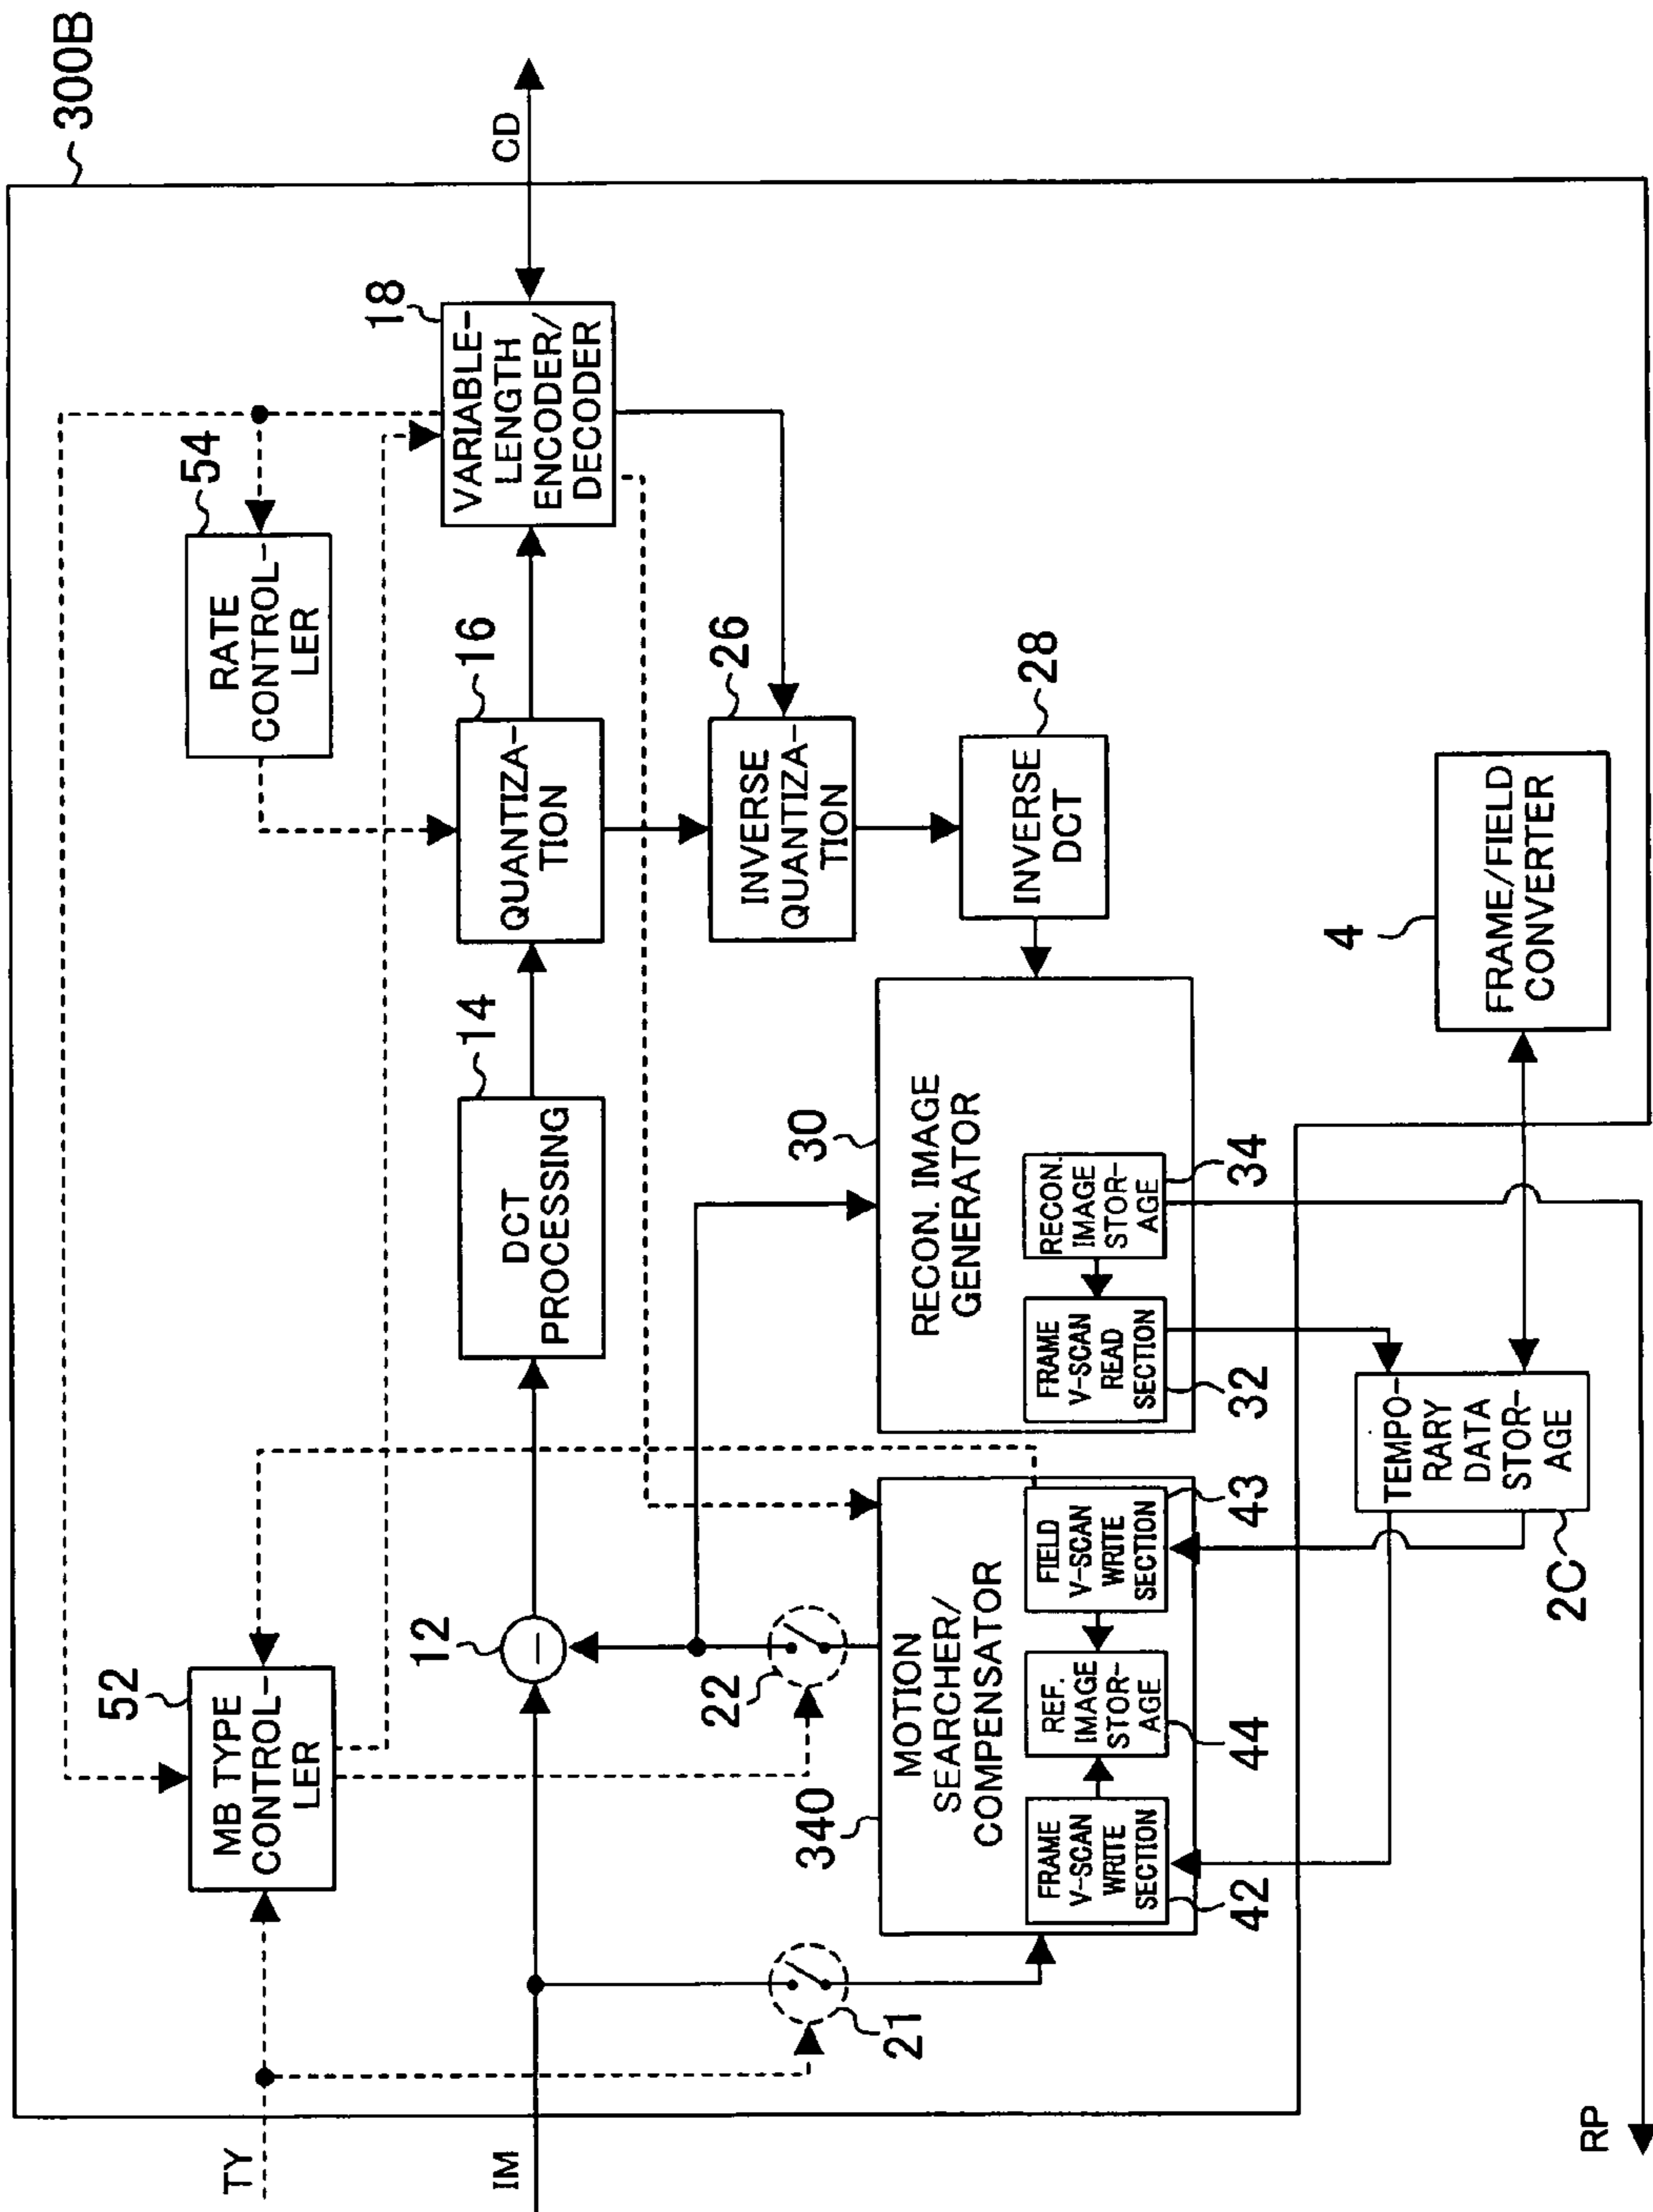 300B
TY
IM
CD
RP
52
MB TYPE
CONTROL-
LER
54
RATE
CONTROL-
LER
12
-
14
DCT
PROCESSING
16
QUANTIZA-
TION
18
VARIABLE-
LENGTH
ENCODER/
DECODER
21
22
26
INVERSE
QUANTIZA-
TION
28
INVERSE
DCT
340
MOTION
SEARCHER/
COMPENSATOR
FRAME
V-SCAN
WRITE
SECTION
42
REF.
IMAGE
STOR-
AGE
44
FIELD
V-SCAN
WRITE
SECTION
43
30
RECON. IMAGE
GENERATOR
FRAME
V-SCAN
READ
SECTION
32
RECON.
IMAGE
STOR-
AGE
34
TEMPO-
RARY
DATA
STOR-
AGE
2C
4
FRAME/FIELD
CONVERTER